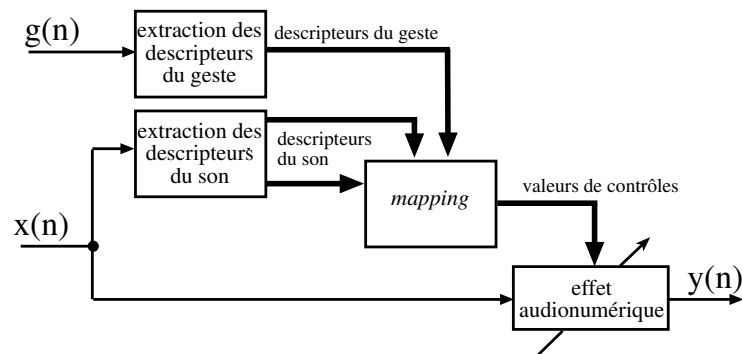 g(n)
extraction des
descripteurs
du geste
descripteurs du geste
extraction des
descripteurs
du son
descripteurs
du son
mapping
valeurs de contrôles
x(n)
effet
audionumérique
y(n)